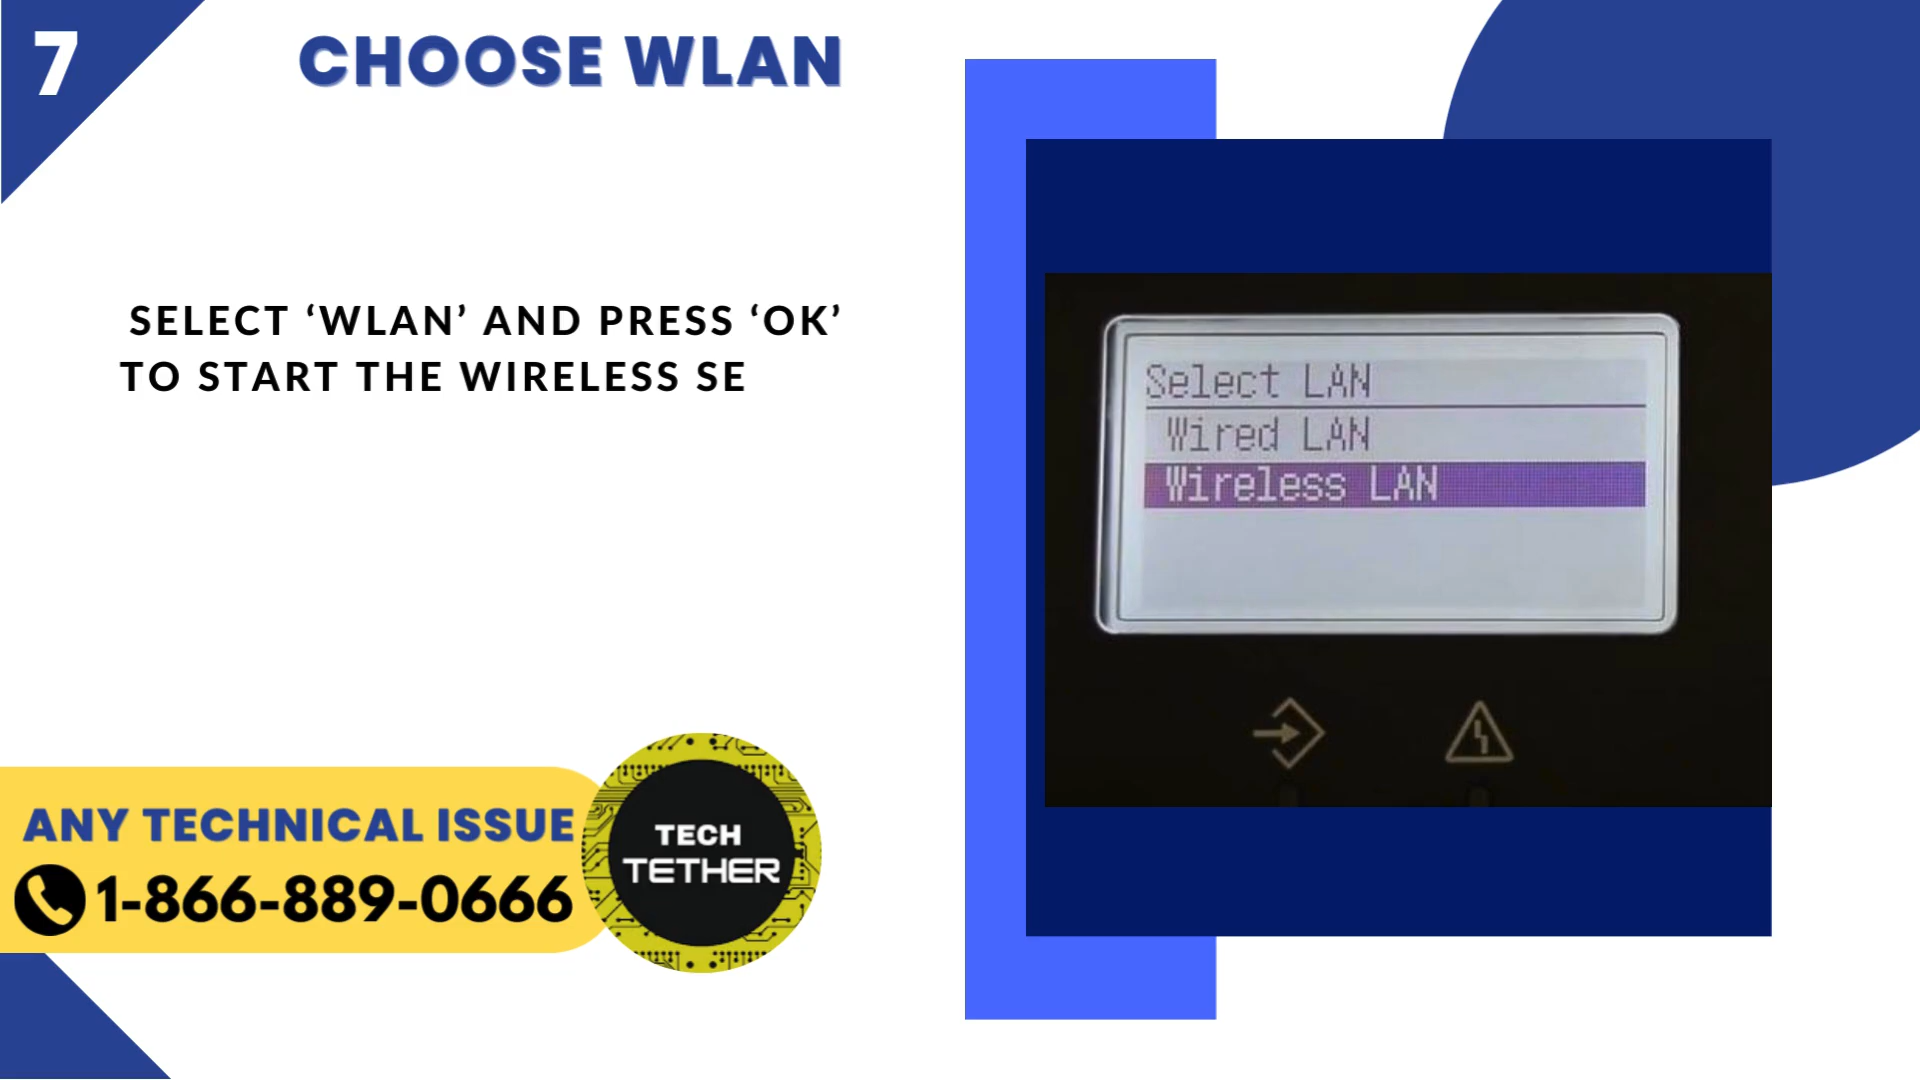 7
CHOOSE WLAN
SELECT ‘WLAN’ AND PRESS ‘OK’
TO START THE WIRELESS SE
Select LAN
Wired LAN
Wireless LAN
ANY TECHNICAL ISSUE
1-866-889-0666
TECH
TETHER